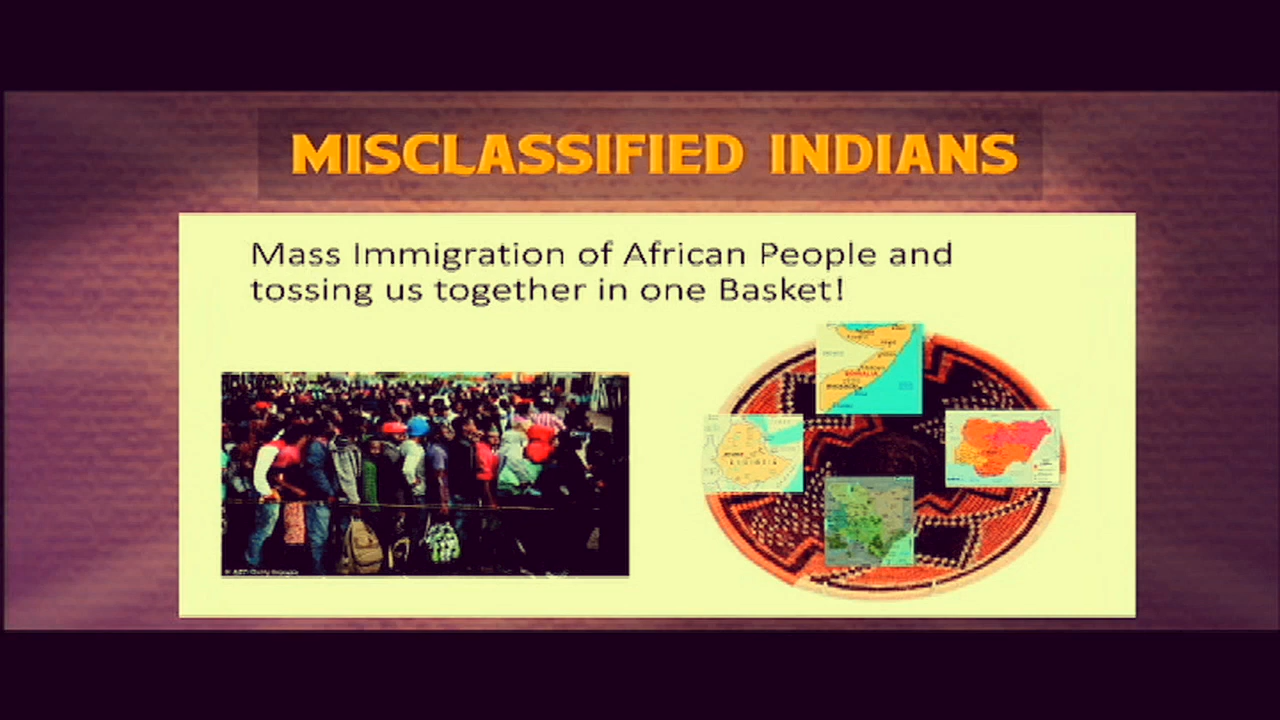 MISCLASSIFIED INDIANS
Mass Immigration of African People and
tossing us together in one Basket!